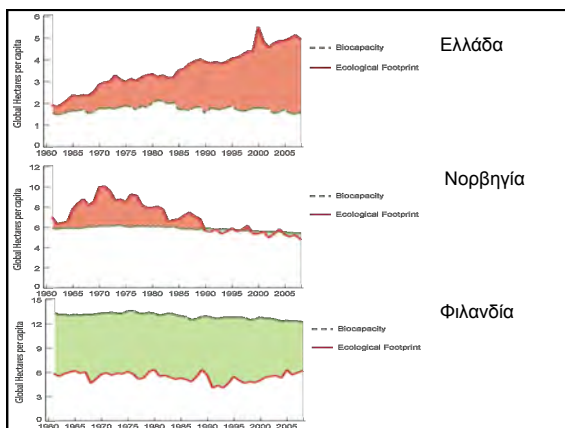 Ελλάδα
Global Hectares per capita
6
5
4
3
2
1
0
Biocapacity
Ecological Footprint
1960 1965 1970 1975 1980 1985 1990 1995 2000 2005
Νορβηγία
Global Hectares per capita
12
10
8
6
4
2
0
Biocapacity
Ecological Footprint
1960 1965 1970 1975 1980 1985 1990 1995 2000 2005
Φιλανδία
Global Hectares per capita
15
12
9
6
3
0
Biocapacity
Ecological Footprint
1960 1965 1970 1975 1980 1985 1990 1995 2000 2005